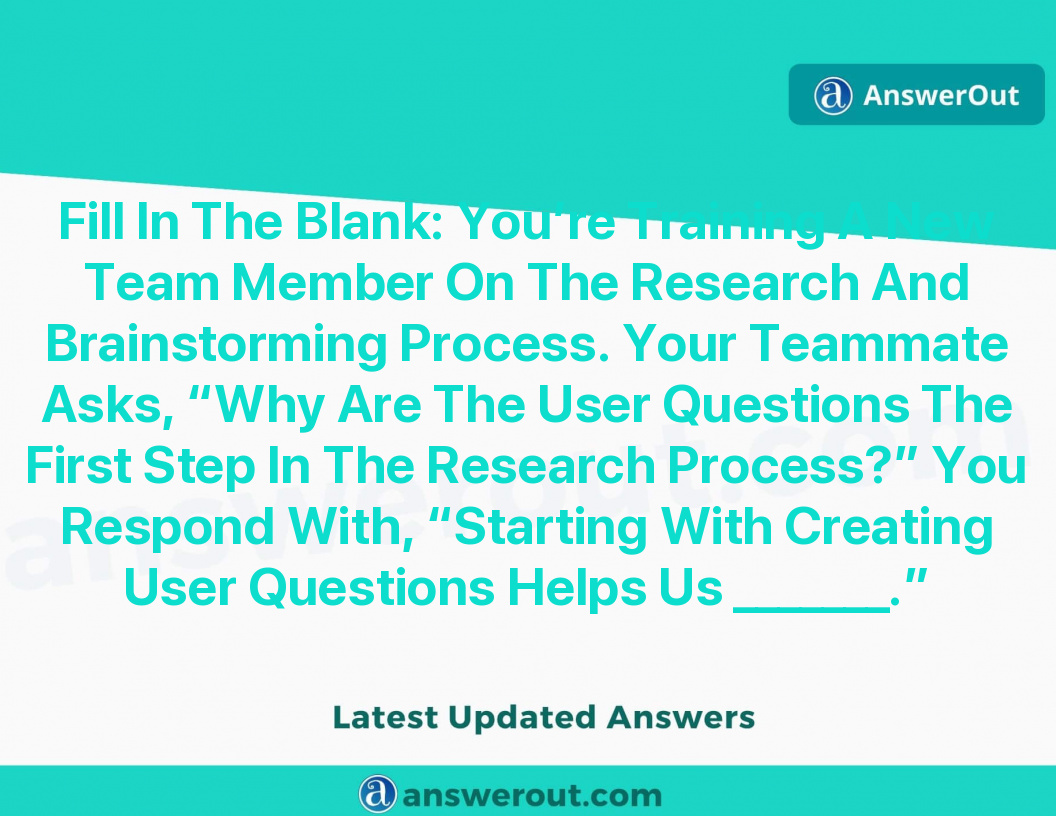 AnswerOut
Fill In The Blank: You're Training A New
Team Member On The Research And
Brainstorming Process. Your Teammate
Asks, “Why Are The User Questions The
First Step In The Research Process?” You
Respond With, “Starting With Creating
User Questions Helps Us _______.”
answerout.com
Latest Updated Answers
answerout.com